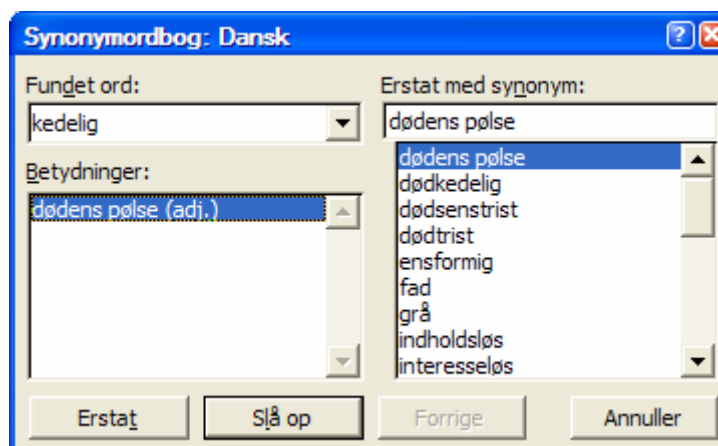 Synonymordbog: Dansk
Fundet ord:
kedelig
Betydninger:
dødens pølse (adj.)
Erstat med synonym:
dødens pølse
dødens pølse
dødkedelig
dødsenstrist
dødtrist
ensformig
fad
grå
indholdsløs
interesseløs
Erstat
Slå op
Forrige
Annuller